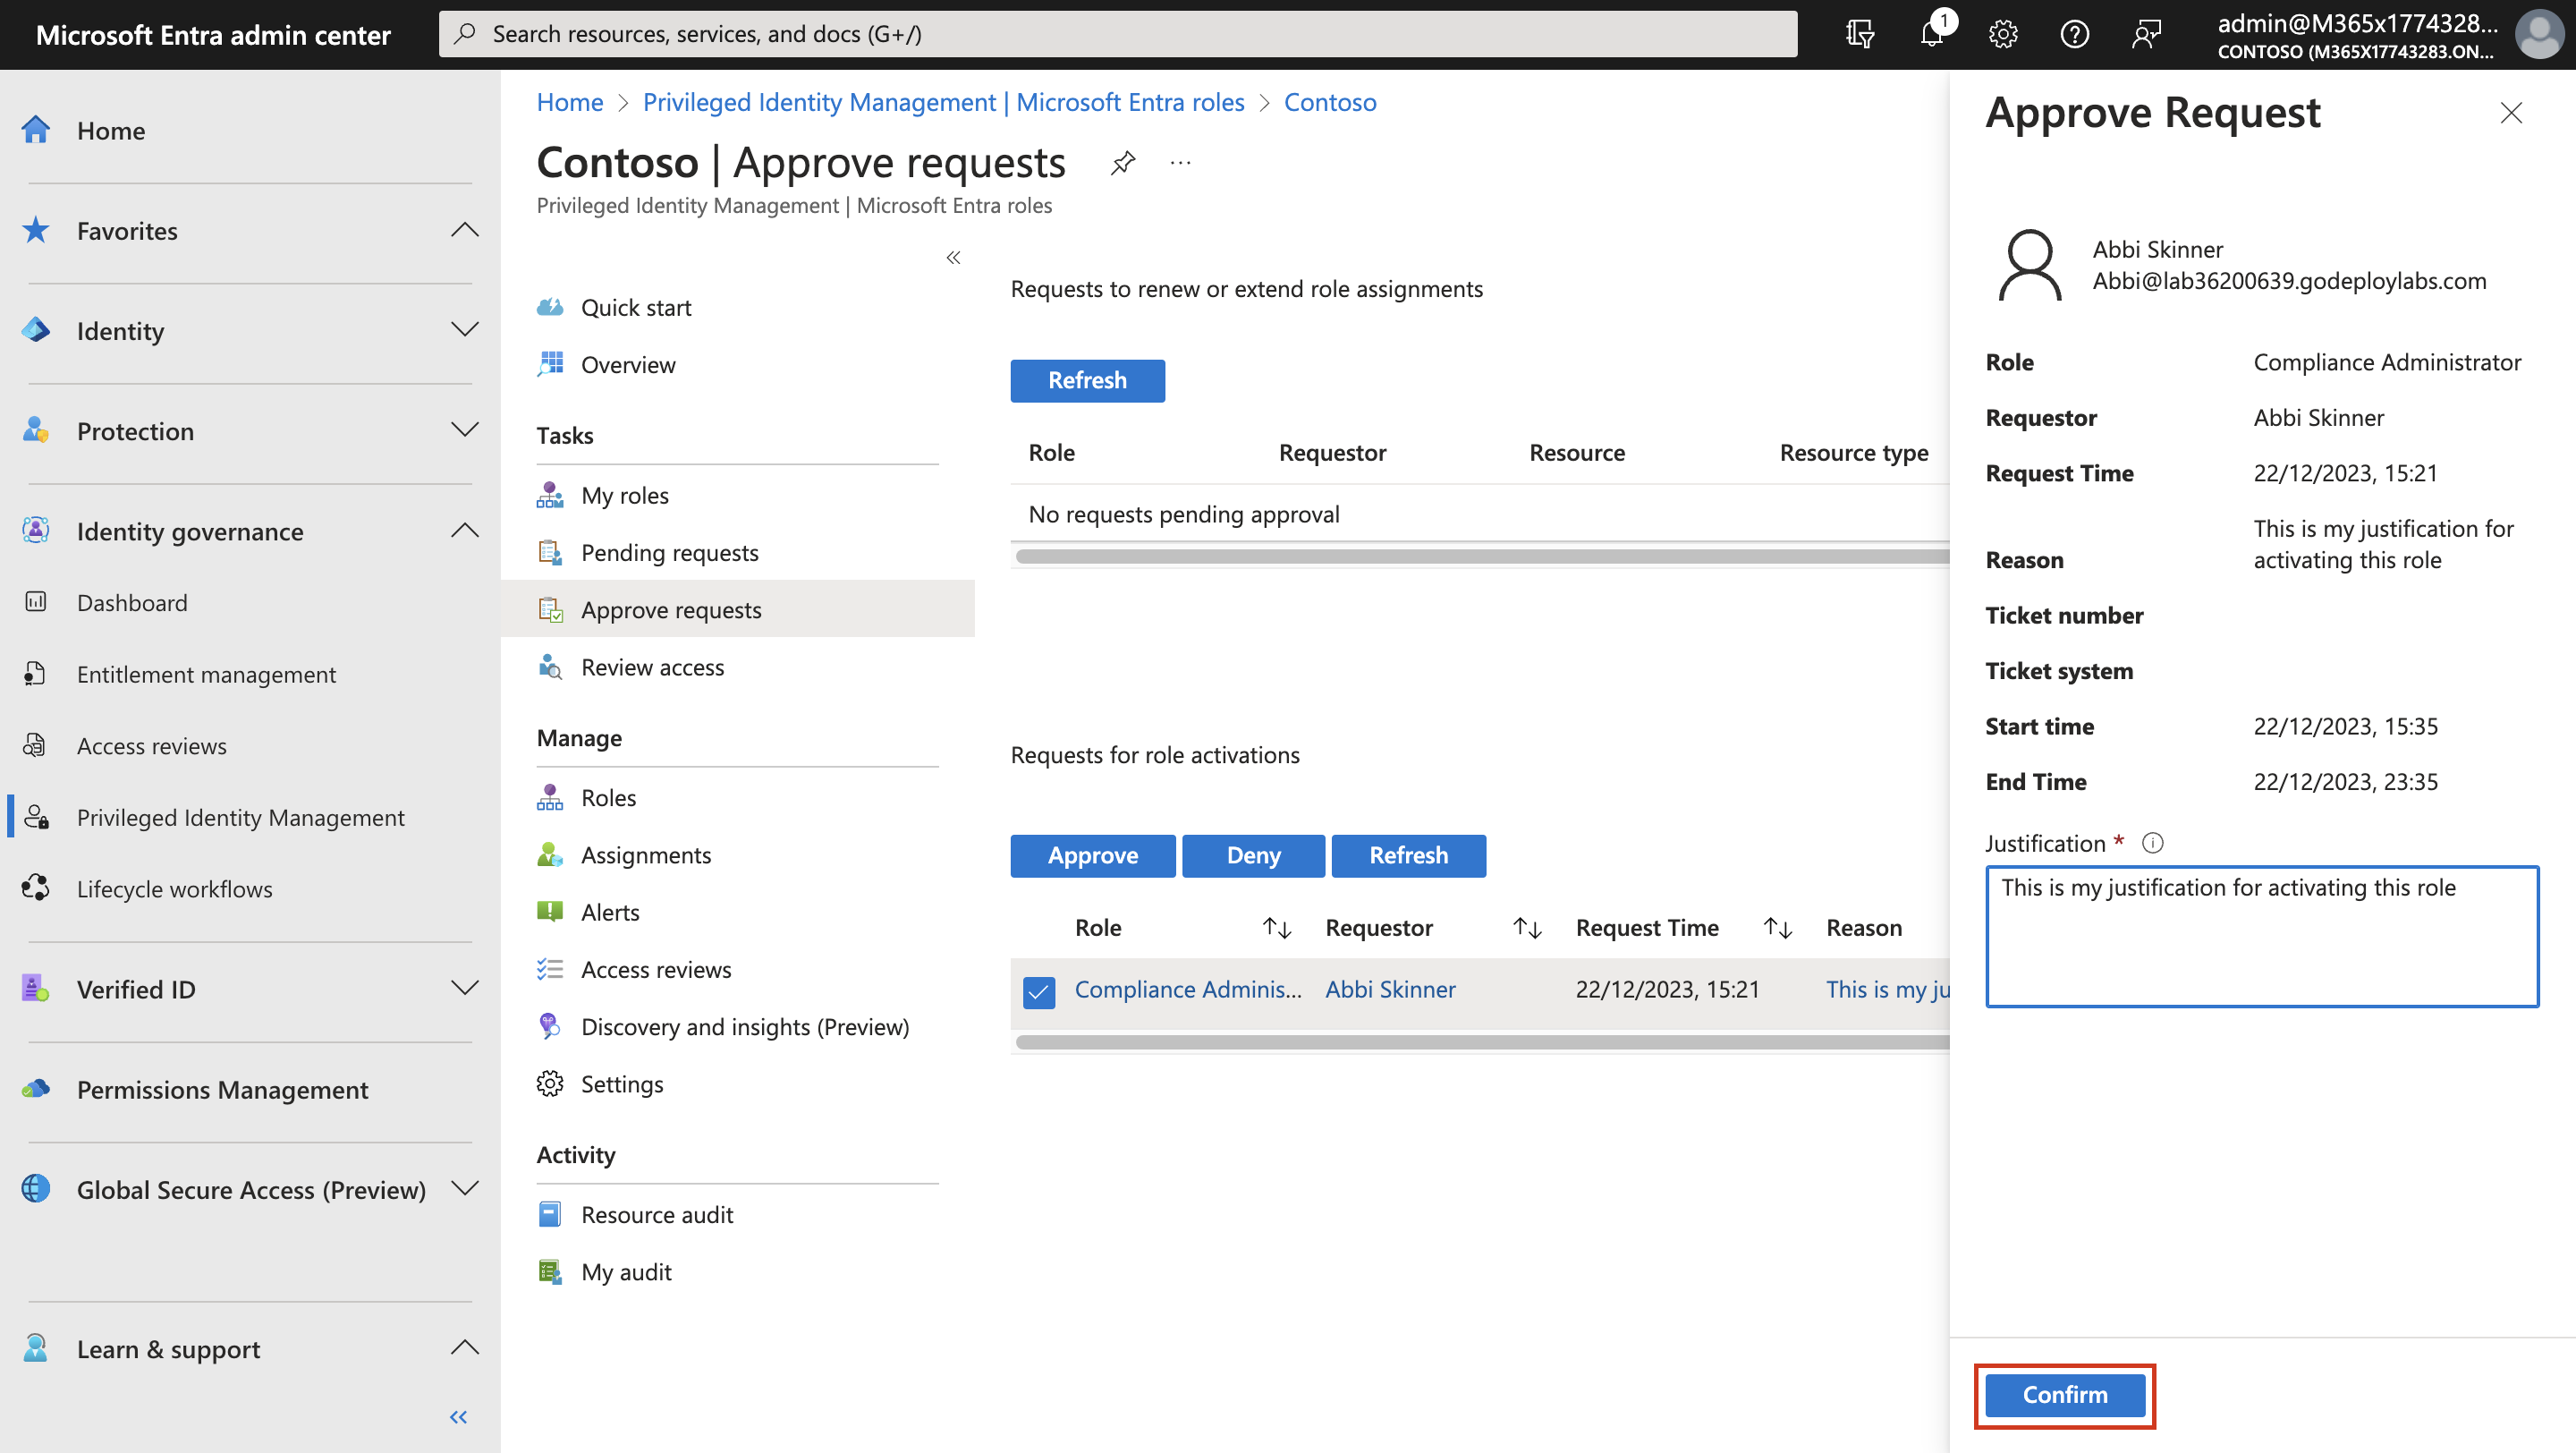 Microsoft Entra admin center
Search resources, services, and docs (G+/)
1
admin@M365x1774328...
CONTOSO (M365X17743283.ON...
Home
Favorites
Identity
Protection
Identity governance
Dashboard
Entitlement management
Access reviews
Privileged Identity Management
Lifecycle workflows
Verified ID
Permissions Management
Global Secure Access (Preview)
Learn & support
Home > Privileged Identity Management | Microsoft Entra roles > Contoso
Contoso | Approve requests
Privileged Identity Management | Microsoft Entra roles
Quick start
Overview
Tasks
My roles
Pending requests
Approve requests
Review access
Manage
Roles
Assignments
Alerts
Access reviews
Discovery and insights (Preview)
Settings
Activity
Resource audit
My audit
Requests to renew or extend role assignments
Refresh
Role Requestor Resource Resource type
No requests pending approval
Requests for role activations
Approve Deny Refresh
Role Requestor Request Time Reason
Compliance Adminis... Abbi Skinner 22/12/2023, 15:21 This is my ju
Approve Request
Abbi Skinner
Abbi@lab36200639.godeploylabs.com
Role Compliance Administrator
Requestor Abbi Skinner
Request Time 22/12/2023, 15:21
Reason This is my justification for
activating this role
Ticket number
Ticket system
Start time 22/12/2023, 15:35
End Time 22/12/2023, 23:35
Justification *
This is my justification for activating this role
Confirm